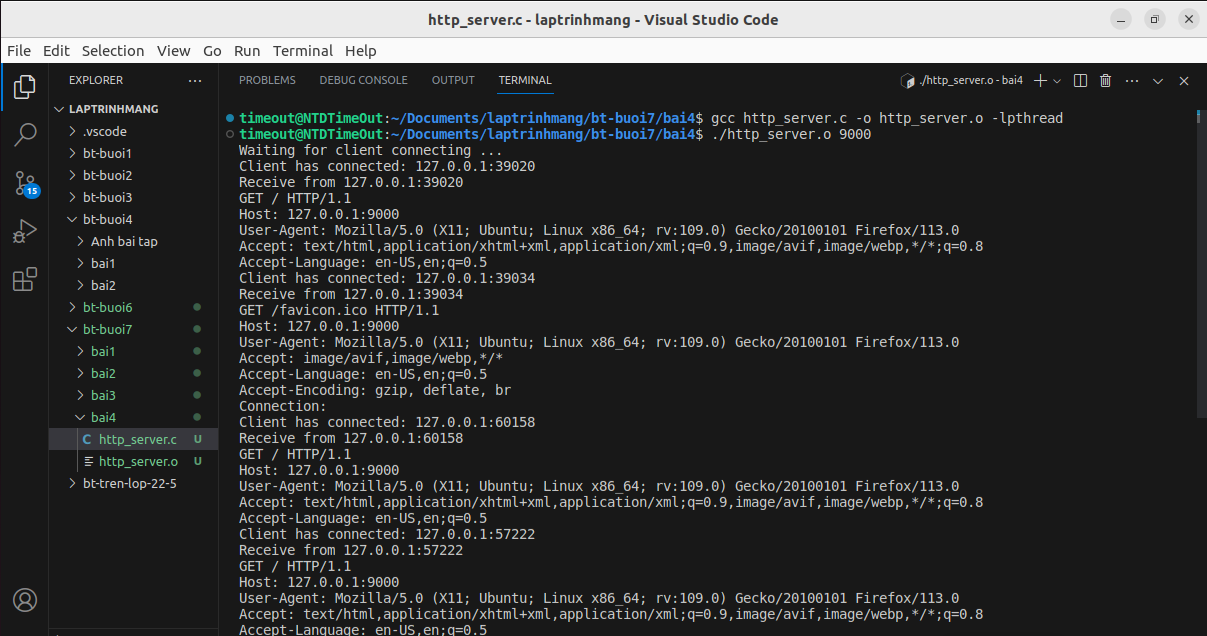 http_server.c - laptrinhmang - Visual Studio Code
File Edit Selection View Go Run Terminal Help
EXPLORER
LAPTRINHMANG
.vscode
bt-buoi1
bt-buoi2
bt-buoi3
bt-buoi4
Anh bai tap
bai1
bai2
bt-buoi6
bt-buoi7
bai1
bai2
bai3
bai4
C http_server.c U
http_server.o U
bt-tren-lop-22-5
15
PROBLEMS DEBUG CONSOLE OUTPUT TERMINAL
./http_server.o - bai4
timeout@NTDTimeOut:~/Documents/laptrinhmang/bt-buoi7/bai4$ gcc http_server.c -o http_server.o -lpthread
timeout@NTDTimeOut:~/Documents/laptrinhmang/bt-buoi7/bai4$ ./http_server.o 9000
Waiting for client connecting ...
Client has connected: 127.0.0.1:39020
Receive from 127.0.0.1:39020
GET / HTTP/1.1
Host: 127.0.0.1:9000
User-Agent: Mozilla/5.0 (X11; Ubuntu; Linux x86_64; rv:109.0) Gecko/20100101 Firefox/113.0
Accept: text/html,application/xhtml+xml,application/xml;q=0.9,image/avif,image/webp,*/*;q=0.8
Accept-Language: en-US,en;q=0.5
Client has connected: 127.0.0.1:39034
Receive from 127.0.0.1:39034
GET /favicon.ico HTTP/1.1
Host: 127.0.0.1:9000
User-Agent: Mozilla/5.0 (X11; Ubuntu; Linux x86_64; rv:109.0) Gecko/20100101 Firefox/113.0
Accept: image/avif,image/webp,*/*
Accept-Language: en-US,en;q=0.5
Accept-Encoding: gzip, deflate, br
Connection:
Client has connected: 127.0.0.1:60158
Receive from 127.0.0.1:60158
GET / HTTP/1.1
Host: 127.0.0.1:9000
User-Agent: Mozilla/5.0 (X11; Ubuntu; Linux x86_64; rv:109.0) Gecko/20100101 Firefox/113.0
Accept: text/html,application/xhtml+xml,application/xml;q=0.9,image/avif,image/webp,*/*;q=0.8
Accept-Language: en-US,en;q=0.5
Client has connected: 127.0.0.1:57222
Receive from 127.0.0.1:57222
GET / HTTP/1.1
Host: 127.0.0.1:9000
User-Agent: Mozilla/5.0 (X11; Ubuntu; Linux x86_64; rv:109.0) Gecko/20100101 Firefox/113.0
Accept: text/html,application/xhtml+xml,application/xml;q=0.9,image/avif,image/webp,*/*;q=0.8
Accept-Language: en-US,en;q=0.5